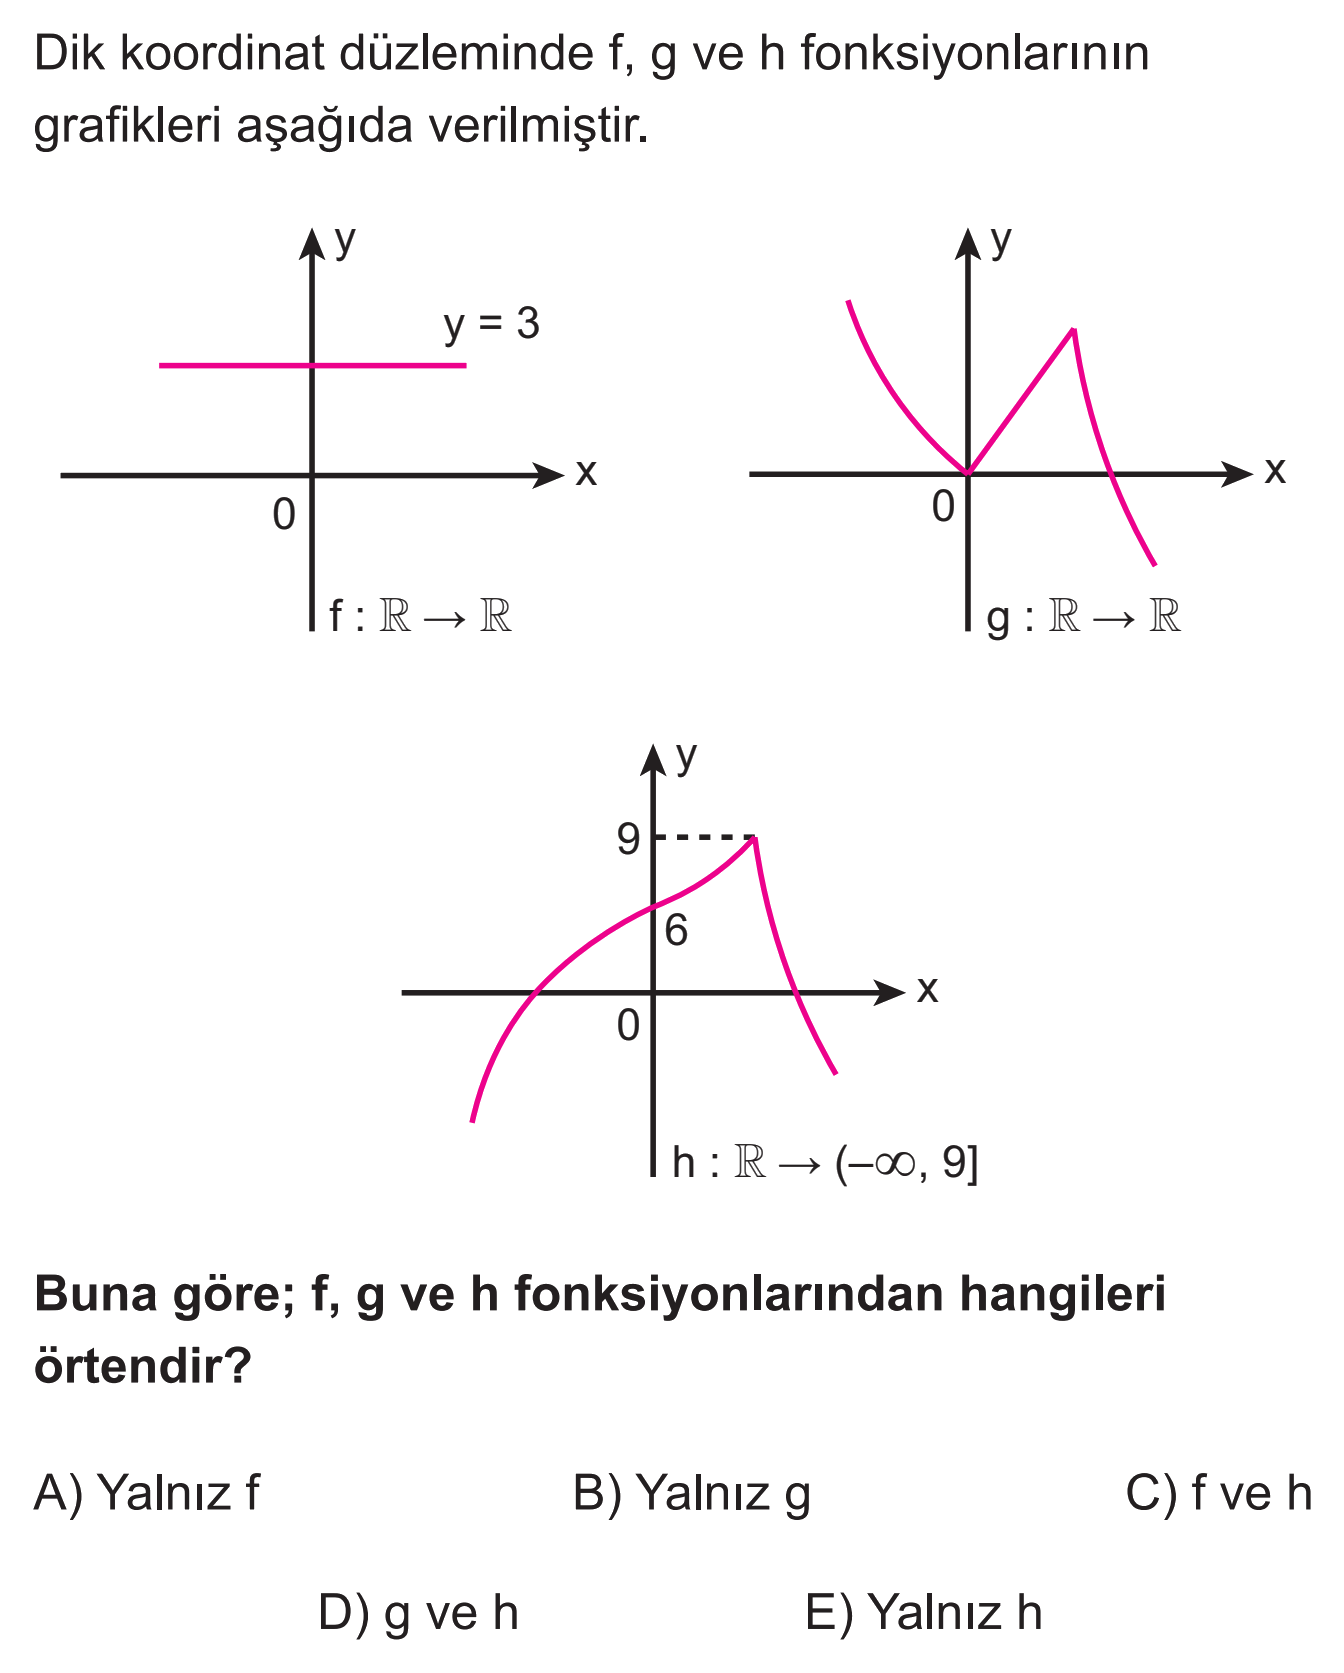 Dik koordinat düzleminde f, g ve h fonksiyonlarının
grafikleri aşağıda verilmiştir.
y
y = 3
x
0
f : ℝ → ℝ
y
x
0
g : ℝ → ℝ
y
9
6
x
0
h : ℝ → (–∞, 9]
Buna göre; f, g ve h fonksiyonlarından hangileri
örtendir?
A) Yalnız f B) Yalnız g C) f ve h
D) g ve h E) Yalnız h